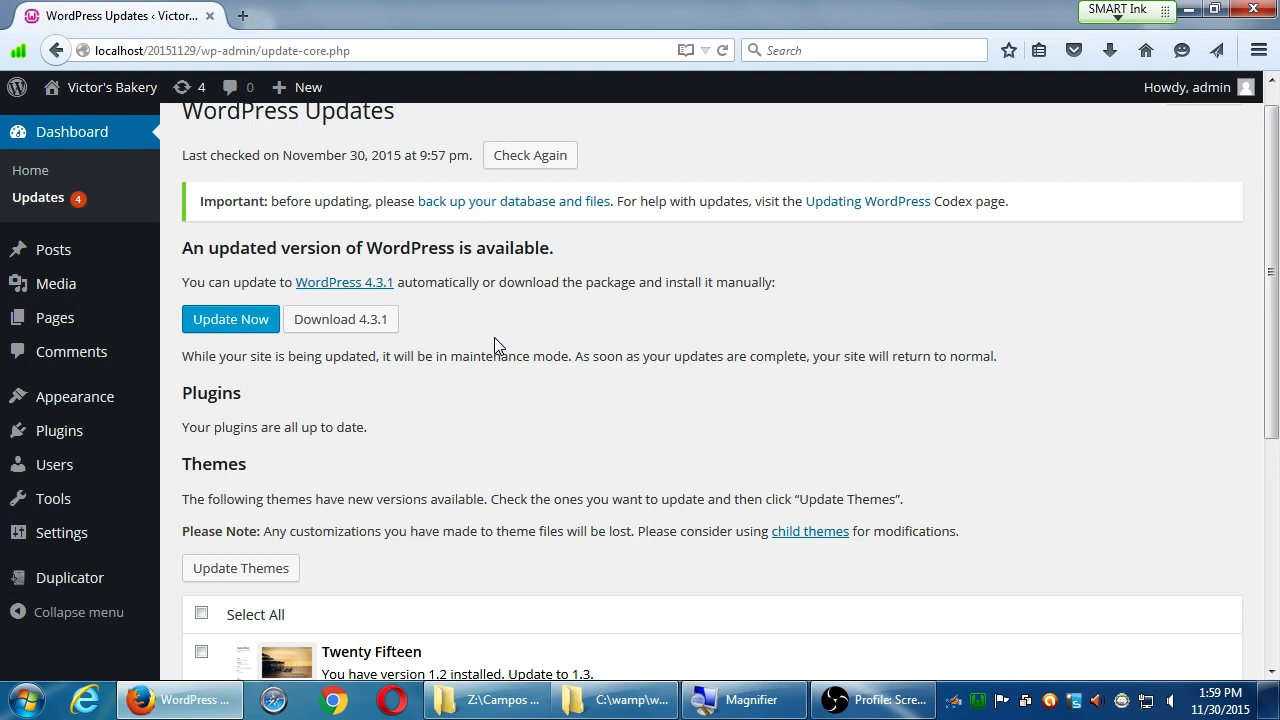 WordPress Updates ‹ Victor...
SMART Ink
localhost/20151129/wp-admin/update-core.php
Search
Victor's Bakery 4 0 New
Howdy, admin
Dashboard
Home
Updates 4
Posts
Media
Pages
Comments
Appearance
Plugins
Users
Tools
Settings
Duplicator
Collapse menu
WordPress Updates
Last checked on November 30, 2015 at 9:57 pm. Check Again
Important: before updating, please back up your database and files. For help with updates, visit the Updating WordPress Codex page.
An updated version of WordPress is available.
You can update to WordPress 4.3.1 automatically or download the package and install it manually:
Update Now Download 4.3.1
While your site is being updated, it will be in maintenance mode. As soon as your updates are complete, your site will return to normal.
Plugins
Your plugins are all up to date.
Themes
The following themes have new versions available. Check the ones you want to update and then click “Update Themes”.
Please Note: Any customizations you have made to theme files will be lost. Please consider using child themes for modifications.
Update Themes
Select All
Twenty Fifteen
You have version 1.2 installed. Update to 1.3.
WordPress ...
Z:\Campos ...
C:\wamp\w...
Magnifier
Profile: Scre...
1:59 PM
11/30/2015